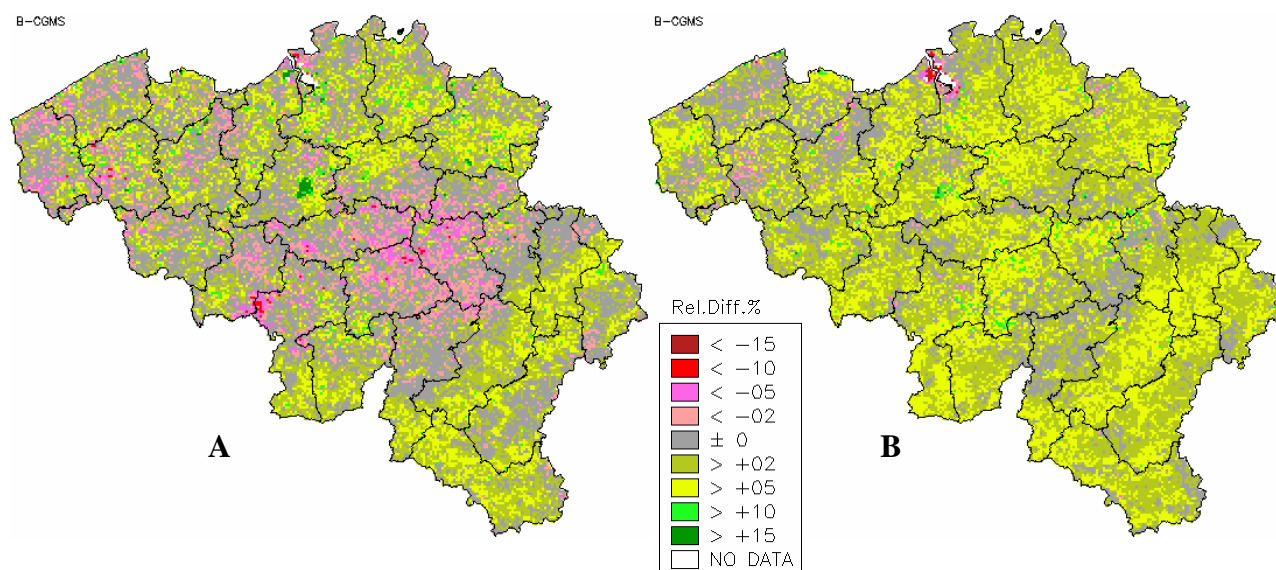 B-CGMS
B-CGMS
Rel.Diff.%
< -15
< -10
< -05
< -02
± 0
> +02
> +05
> +10
> +15
NO DATA
A
B